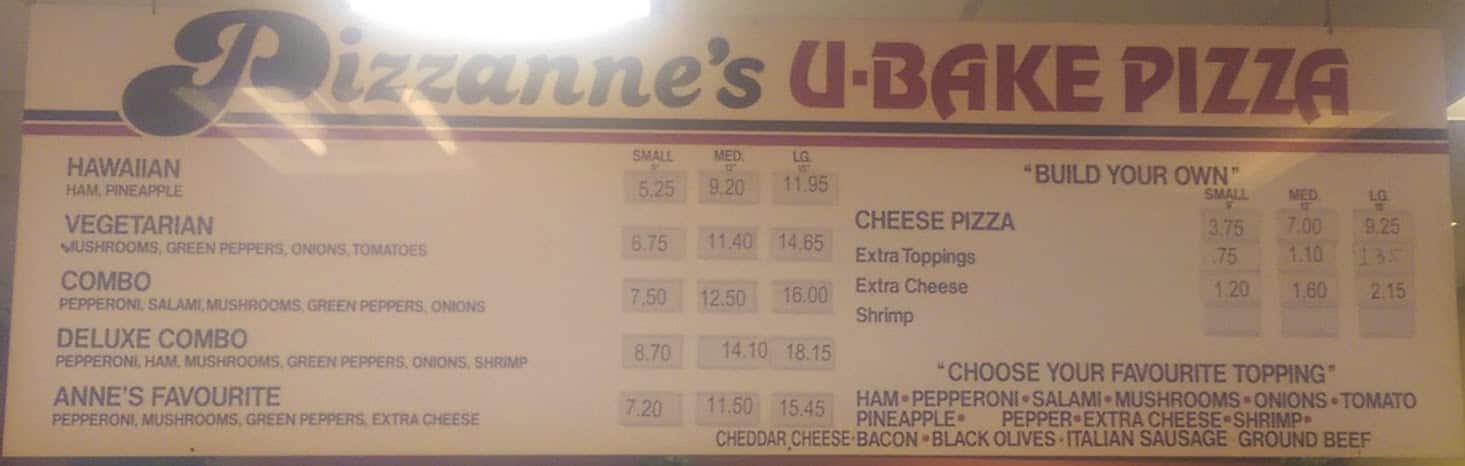 Pizzanne's U-BAKE PIZZA
SMALL MED. LG.
9" 12" 15"
HAWAIIAN 5.25 9.20 11.95
HAM, PINEAPPLE
VEGETARIAN 6.75 11.40 14.65
MUSHROOMS, GREEN PEPPERS, ONIONS, TOMATOES
COMBO 7.50 12.50 16.00
PEPPERONI, SALAMI, MUSHROOMS, GREEN PEPPERS, ONIONS
DELUXE COMBO 8.70 14.10 18.15
PEPPERONI, HAM, MUSHROOMS, GREEN PEPPERS, ONIONS, SHRIMP
ANNE'S FAVOURITE 7.20 11.50 15.45
PEPPERONI, MUSHROOMS, GREEN PEPPERS, EXTRA CHEESE
"BUILD YOUR OWN"
SMALL MED. LG.
CHEESE PIZZA 3.75 7.00 9.25
Extra Toppings .75 1.10 1.35
Extra Cheese 1.20 1.60 2.15
Shrimp
"CHOOSE YOUR FAVOURITE TOPPING"
HAM•PEPPERONI•SALAMI•MUSHROOMS•ONIONS•TOMATO
PINEAPPLE• PEPPER•EXTRA CHEESE•SHRIMP•
CHEDDAR CHEESE•BACON•BLACK OLIVES•ITALIAN SAUSAGE GROUND BEEF